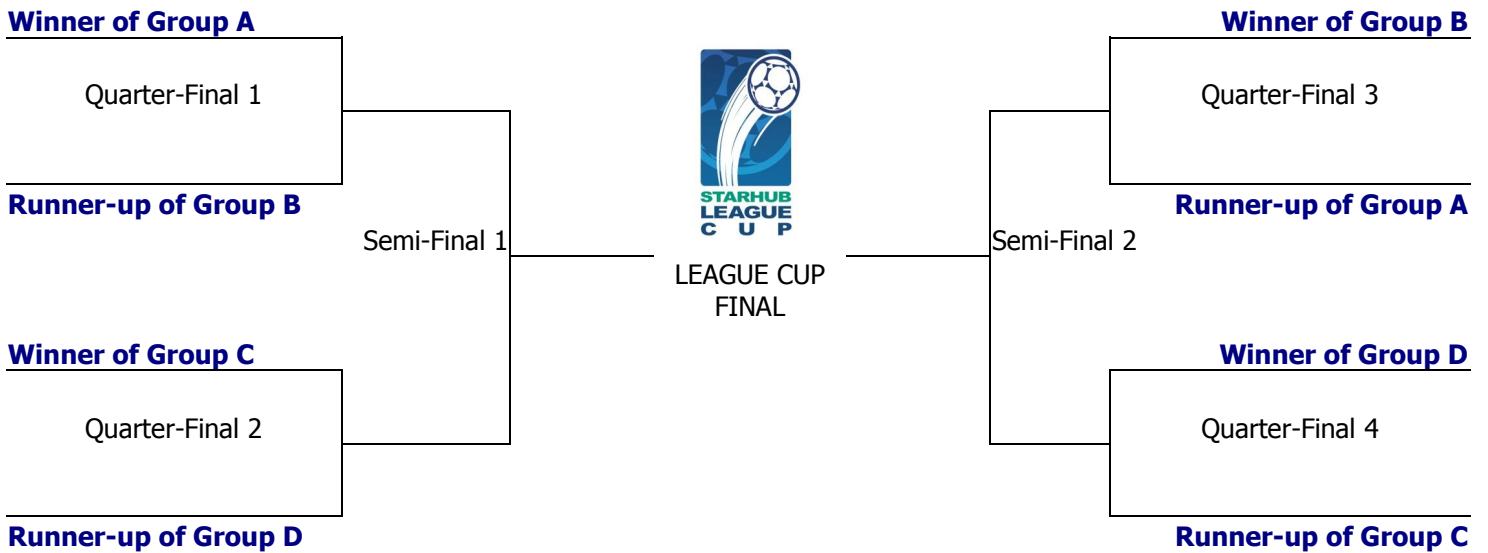 Winner of Group A
Winner of Group B
Quarter-Final 1
Quarter-Final 3
Runner-up of Group B
STARHUB
LEAGUE
CUP
Runner-up of Group A
Semi-Final 1
Semi-Final 2
LEAGUE CUP
FINAL
Winner of Group C
Winner of Group D
Quarter-Final 2
Quarter-Final 4
Runner-up of Group D
Runner-up of Group C